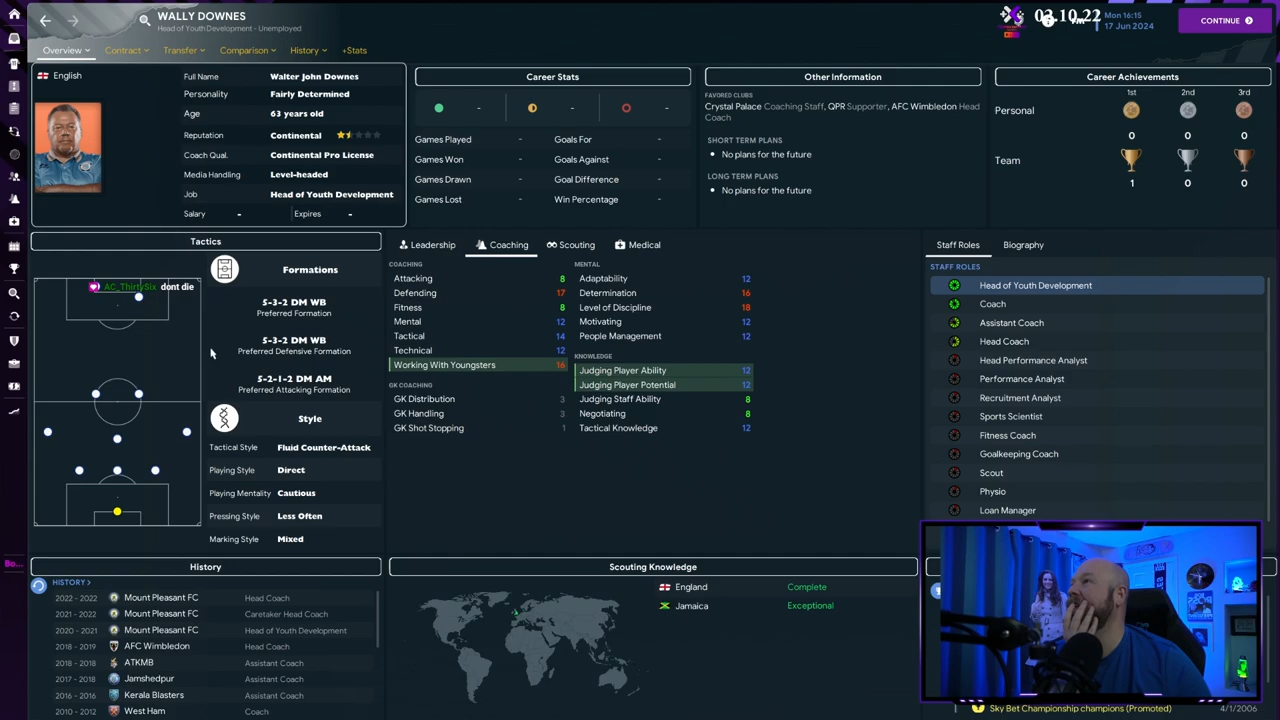 WALLY DOWNES
Head of Youth Development - Unemployed
03.10.22
Mon 16:15
17 Jun 2024
CONTINUE
Overview
Contract
Transfer
Comparison
History
+Stats
English
Full Name Walter John Downes
Personality Fairly Determined
Age 63 years old
Reputation Continental
Coach Qual. Continental Pro License
Media Handling Level-headed
Job Head of Youth Development
Salary - Expires -
Career Stats
- - -
Games Played - Goals For -
Games Won - Goals Against -
Games Drawn - Goal Difference -
Games Lost - Win Percentage -
Other Information
FAVORED CLUBS
Crystal Palace Coaching Staff, QPR Supporter, AFC Wimbledon Head
Coach
SHORT TERM PLANS
• No plans for the future
LONG TERM PLANS
• No plans for the future
Career Achievements
1st 2nd 3rd
Personal
0 0 0
Team
1 0 0
Tactics
AC_ThirtySix dont die
Formations
5-3-2 DM WB
Preferred Formation
5-3-2 DM WB
Preferred Defensive Formation
5-2-1-2 DM AM
Preferred Attacking Formation
Style
Tactical Style Fluid Counter-Attack
Playing Style Direct
Playing Mentality Cautious
Pressing Style Less Often
Marking Style Mixed
Leadership
Coaching
Scouting
Medical
COACHING
Attacking 8
Defending 17
Fitness 8
Mental 12
Tactical 14
Technical 12
Working With Youngsters 16
GK COACHING
GK Distribution 3
GK Handling 3
GK Shot Stopping 1
MENTAL
Adaptability 12
Determination 16
Level of Discipline 18
Motivating 12
People Management 12
KNOWLEDGE
Judging Player Ability 12
Judging Player Potential 12
Judging Staff Ability 8
Negotiating 8
Tactical Knowledge 12
Staff Roles
Biography
STAFF ROLES
Head of Youth Development
Coach
Assistant Coach
Head Coach
Head Performance Analyst
Performance Analyst
Recruitment Analyst
Sports Scientist
Fitness Coach
Goalkeeping Coach
Scout
Physio
Loan Manager
History
HISTORY >
2022 - 2022 Mount Pleasant FC Head Coach
2021 - 2022 Mount Pleasant FC Caretaker Head Coach
2020 - 2021 Mount Pleasant FC Head of Youth Development
2018 - 2019 AFC Wimbledon Head Coach
2018 - 2018 ATKMB Assistant Coach
2017 - 2018 Jamshedpur Assistant Coach
2016 - 2016 Kerala Blasters Assistant Coach
2010 - 2012 West Ham Coach
Scouting Knowledge
England Complete
Jamaica Exceptional
Sky Bet Championship champions (Promoted) 4/1/2006
Bo...